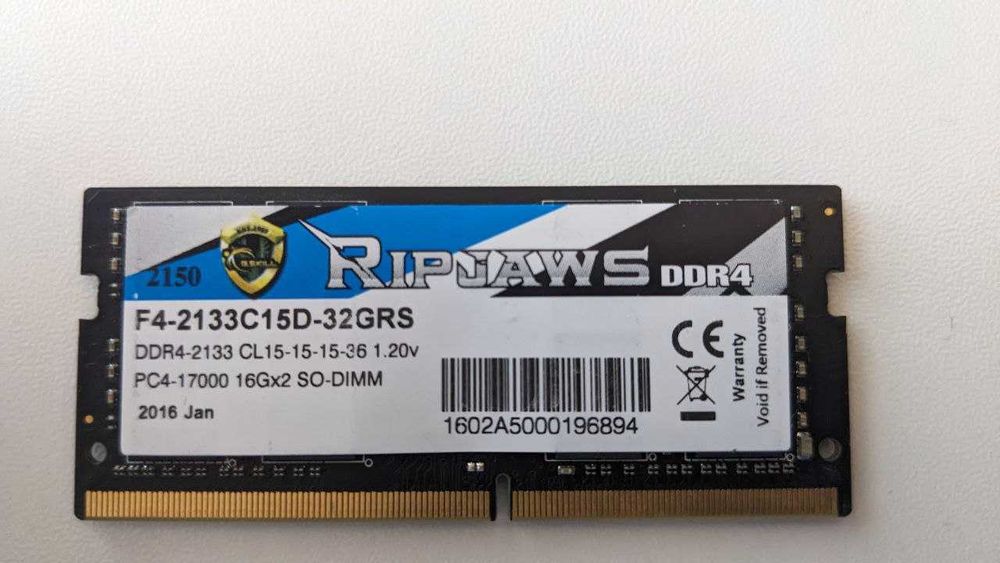 2150
G.SKILL
RIPJAWS DDR4
F4-2133C15D-32GRS
DDR4-2133 CL15-15-15-36 1.20v
PC4-17000 16Gx2 SO-DIMM
2016 Jan
1602A5000196894
CE
Warranty
Void if Removed